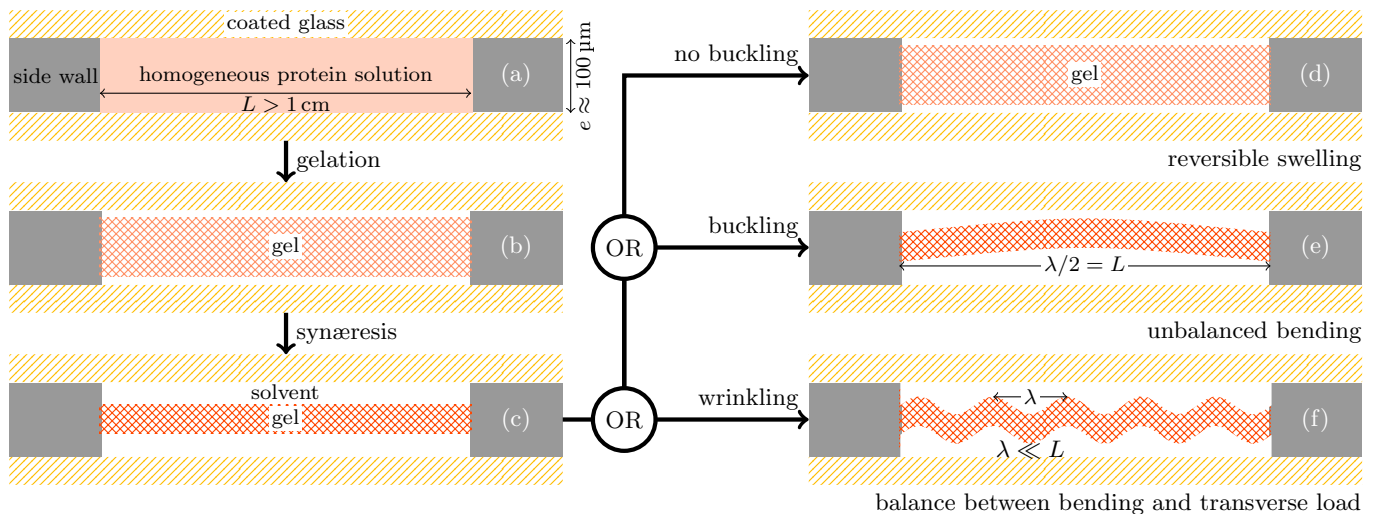 coated glass
side wall
homogeneous protein solution
L > 1 cm
(a)
e ≈ 100 µm
gelation
gel
(b)
synæresis
solvent
gel
(c)
OR
OR
no buckling
gel
(d)
reversible swelling
buckling
λ/2 = L
(e)
unbalanced bending
wrinkling
λ
λ ≪ L
(f)
balance between bending and transverse load